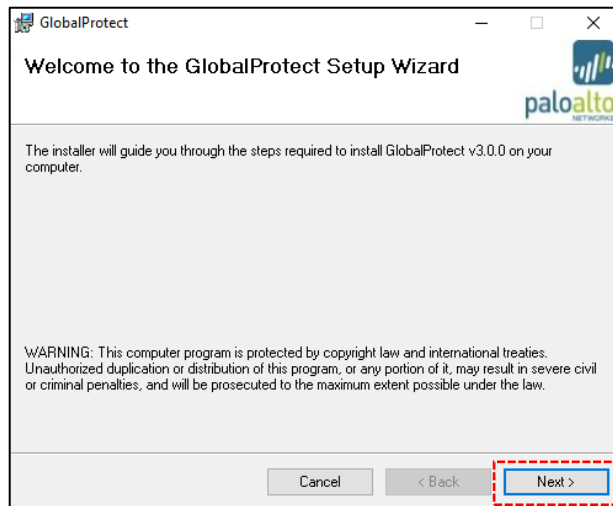 GlobalProtect
Welcome to the GlobalProtect Setup Wizard
paloalto
NETWORKS
The installer will guide you through the steps required to install GlobalProtect v3.0.0 on your
computer.
WARNING: This computer program is protected by copyright law and international treaties.
Unauthorized duplication or distribution of this program, or any portion of it, may result in severe civil
or criminal penalties, and will be prosecuted to the maximum extent possible under the law.
Cancel
< Back
Next >